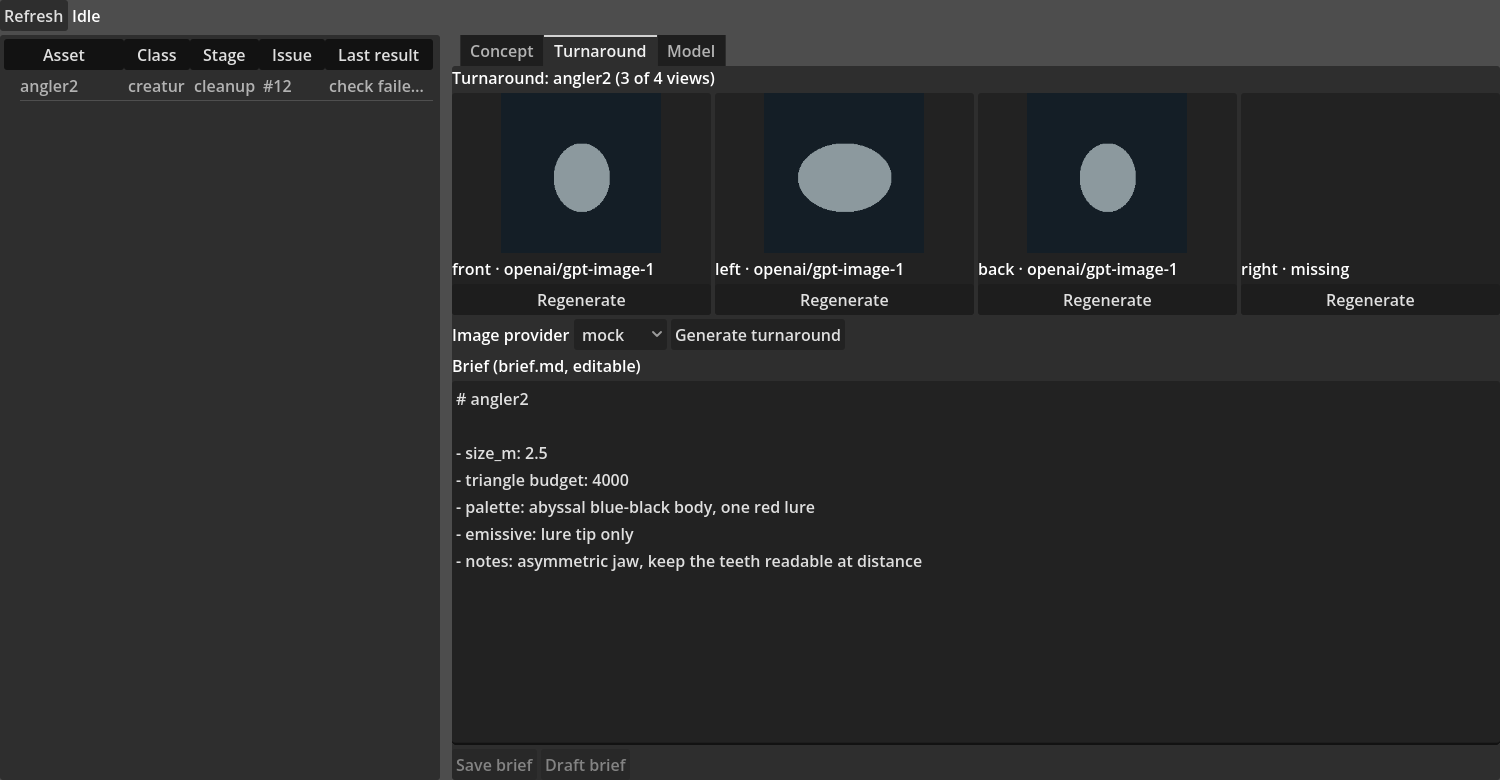 Refresh Idle
Asset Class Stage Issue Last result
angler2 creatur cleanup #12 check faile...
Concept Turnaround Model
Turnaround: angler2 (3 of 4 views)
front · openai/gpt-image-1 left · openai/gpt-image-1 back · openai/gpt-image-1 right · missing
Regenerate Regenerate Regenerate Regenerate
Image provider mock Generate turnaround
Brief (brief.md, editable)
# angler2
- size_m: 2.5
- triangle budget: 4000
- palette: abyssal blue-black body, one red lure
- emissive: lure tip only
- notes: asymmetric jaw, keep the teeth readable at distance
Save brief Draft brief